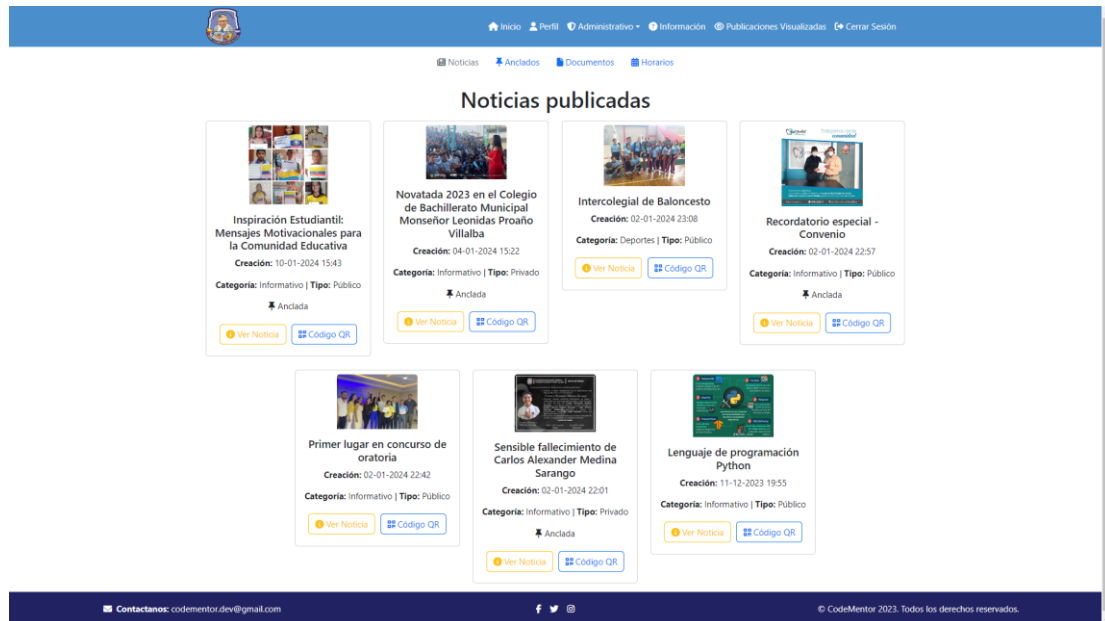 Inicio Perfil Administrativo Información Publicaciones Visualizadas Cerrar Sesión
Noticias Anclados Documentos Horarios
Noticias publicadas
Inspiración Estudiantil:
Mensajes Motivacionales para
la Comunidad Educativa
Creación: 10-01-2024 15:43
Categoría: Informativo | Tipo: Público
Anclada
Ver Noticia Código QR
Novatada 2023 en el Colegio
de Bachillerato Municipal
Monseñor Leonidas Proaño
Villalba
Creación: 04-01-2024 15:22
Categoría: Informativo | Tipo: Privado
Anclada
Ver Noticia Código QR
Intercolegial de Baloncesto
Creación: 02-01-2024 23:08
Categoría: Deportes | Tipo: Público
Ver Noticia Código QR
Recordatorio especial -
Convenio
Creación: 02-01-2024 22:57
Categoría: Informativo | Tipo: Público
Anclada
Ver Noticia Código QR
Primer lugar en concurso de
oratoria
Creación: 02-01-2024 22:42
Categoría: Informativo | Tipo: Público
Ver Noticia Código QR
Sensible fallecimiento de
Carlos Alexander Medina
Sarango
Creación: 02-01-2024 22:01
Categoría: Informativo | Tipo: Privado
Anclada
Ver Noticia Código QR
Lenguaje de programación
Python
Creación: 11-12-2023 19:55
Categoría: Informativo | Tipo: Público
Ver Noticia Código QR
Contactanos: codementor.dev@gmail.com
© CodeMentor 2023. Todos los derechos reservados.